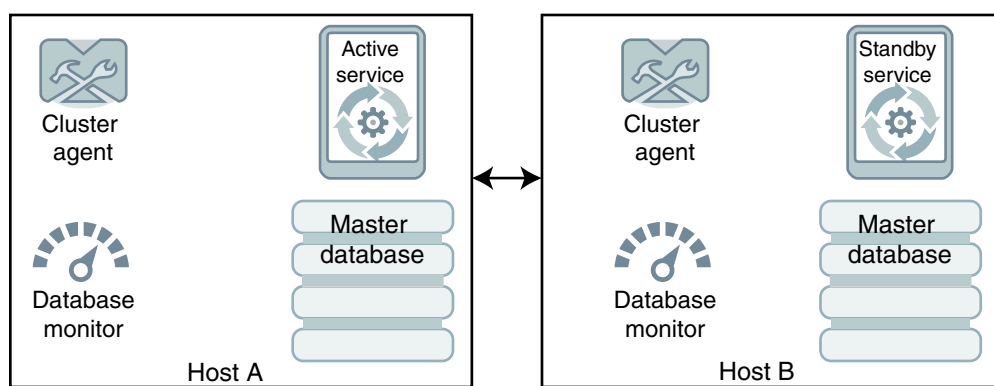 Active
service
Cluster
agent
Master
database
Database
monitor
Host A
Standby
service
Cluster
agent
Master
database
Database
monitor
Host B